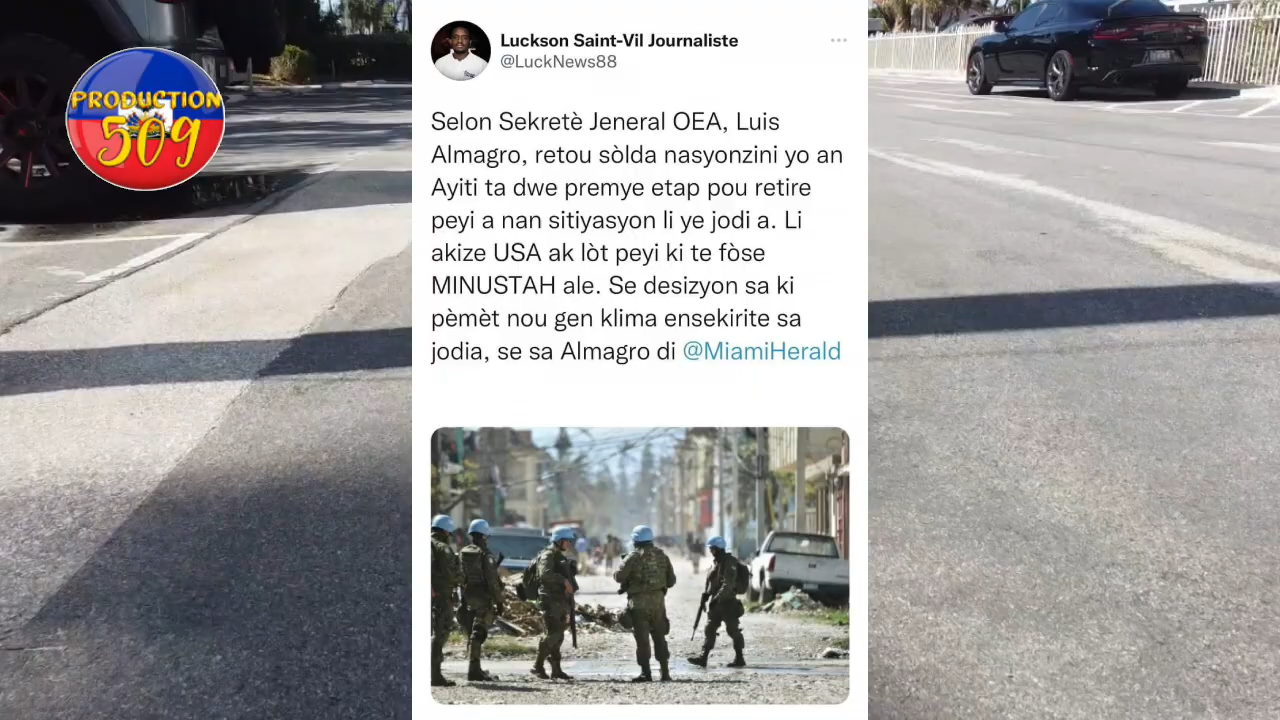 PRODUCTION
509
Luckson Saint-Vil Journaliste
@LuckNews88
Selon Sekretè Jeneral OEA, Luis
Almagro, retou sòlda nasyonzini yo an
Ayiti ta dwe premye etap pou retire
peyi a nan sitiyasyon li ye jodi a. Li
akize USA ak lòt peyi ki te fòse
MINUSTAH ale. Se desizyon sa ki
pèmèt nou gen klima ensekirite sa
jodia, se sa Almagro di @MiamiHerald